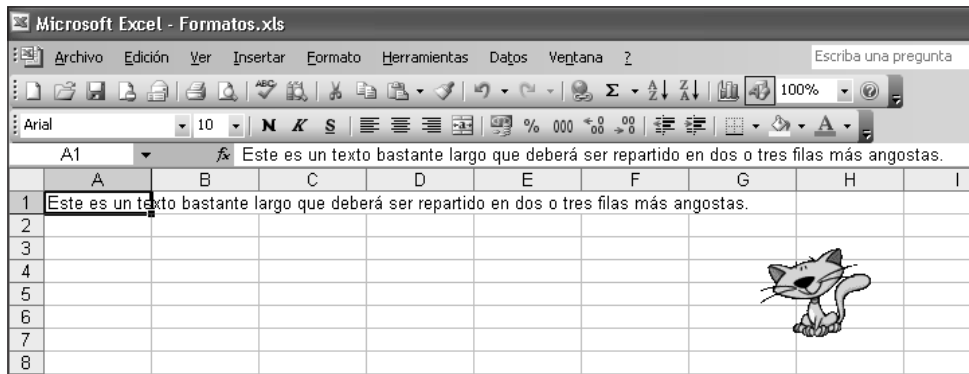 Microsoft Excel - Formatos.xls
Archivo Edición Ver Insertar Formato Herramientas Datos Ventana ? Escriba una pregunta
ABC Σ A Z Z A 100%
Arial 10 N K S % 000 A
A1 fx Este es un texto bastante largo que deberá ser repartido en dos o tres filas más angostas.
A B C D E F G H I
1 Este es un texto bastante largo que deberá ser repartido en dos o tres filas más angostas.
2
3
4
5
6
7
8